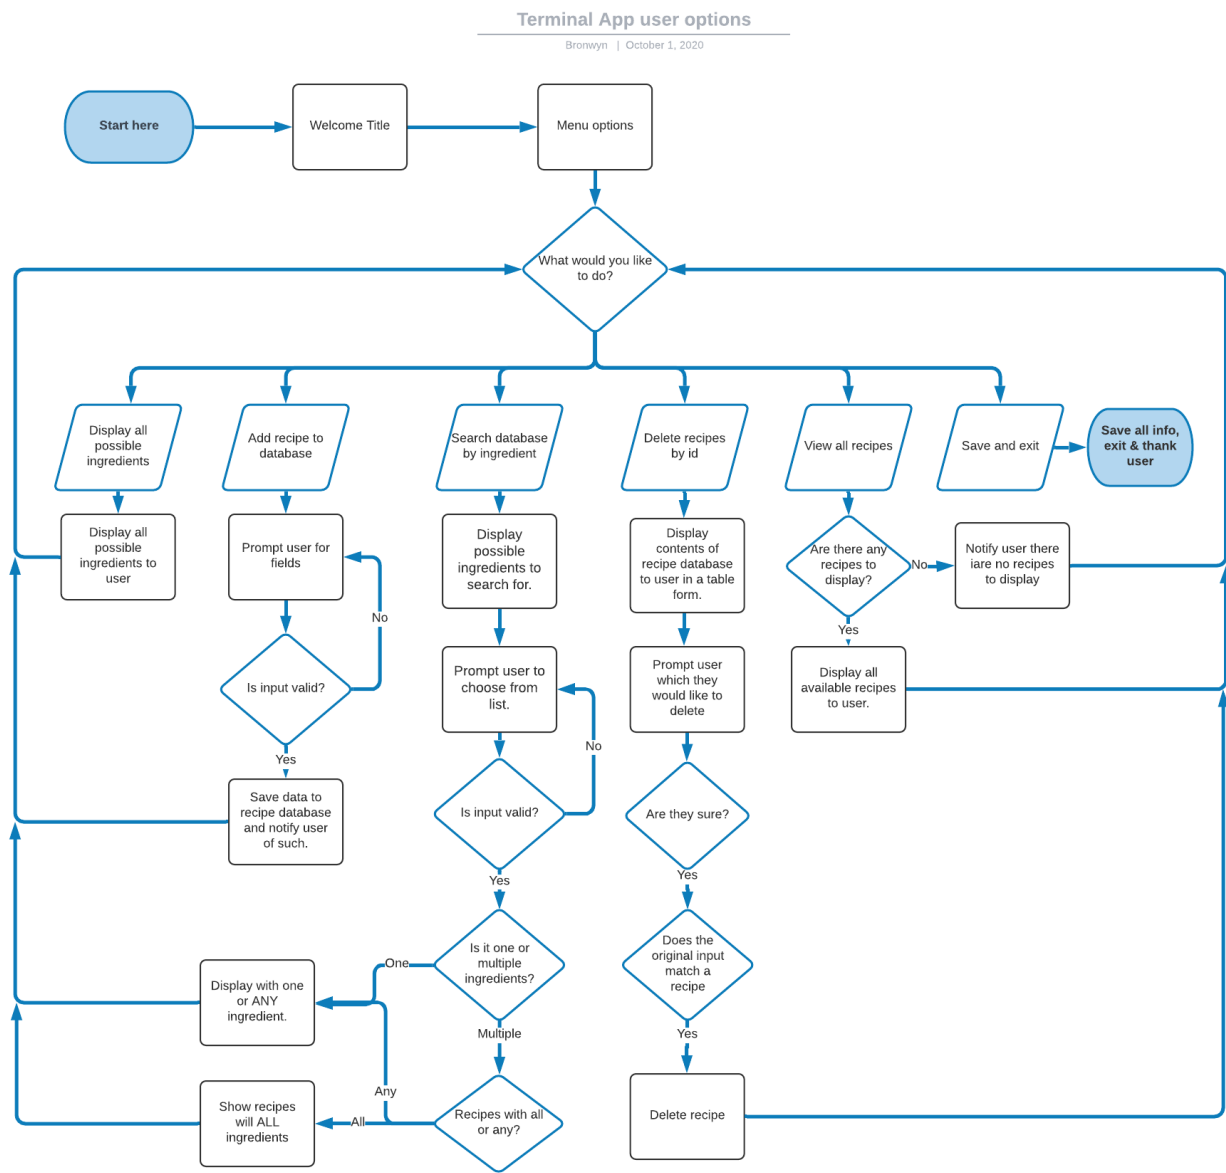 Terminal App user options
Bronwyn | October 1, 2020
Start here
Welcome Title
Menu options
What would you like
to do?
Display all
possible
ingredients
Add recipe to
database
Search database
by ingredient
Delete recipes
by id
View all recipes
Save and exit
Save all info,
exit & thank
user
Display all
possible
ingredients to
user
Prompt user for
fields
Display
possible
ingredients to
search for.
Display
contents of
recipe database
to user in a table
form.
Are there any
recipes to
display?
No
Notify user there
iare no recipes
to display
No
Yes
Is input valid?
Prompt user to
choose from
list.
Prompt user
which they
would like to
delete
Display all
available recipes
to user.
Yes
No
Save data to
recipe database
and notify user
of such.
Is input valid?
Are they sure?
Yes
Yes
Is it one or
multiple
ingredients?
Does the
original input
match a
recipe
One
Display with one
or ANY
ingredient.
Multiple
Yes
Any
All
Show recipes
will ALL
ingredients
Recipes with all
or any?
Delete recipe